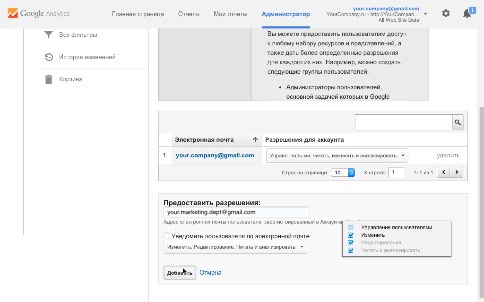 Google Analytics
Главная страница Отчеты Мои отчеты Администратор
your.company@gmail.com
YourCompany.ru - http://YourCompan...
All Web Site Data
1
Все фильтры
История изменений
Корзина
Вы можете предоставить пользователям доступ
к любому набору ресурсов и представлений, а
также дать более определенные разрешения
для каждого из них. Например, можно создать
следующие группы пользователей:
• Администраторы пользователей,
основной задачей которых в Google
Электронная почта Разрешения для аккаунта
1 your.company@gmail.com читать, изменять и анализировать удалить
Строк на странице: 10 К строке: 1 1-1 из 1
Предоставить разрешения:
your.marketing.dept@gmail.com
Адрес электронной почты пользователя, зарегистрированный в Аккаунтах
Уведомить пользователя по электронной почте
Изменить. Редактирование. Читать и анализировать
Управление пользователями
Изменить
Редактирование
Читать и анализировать
Добавить Отмена